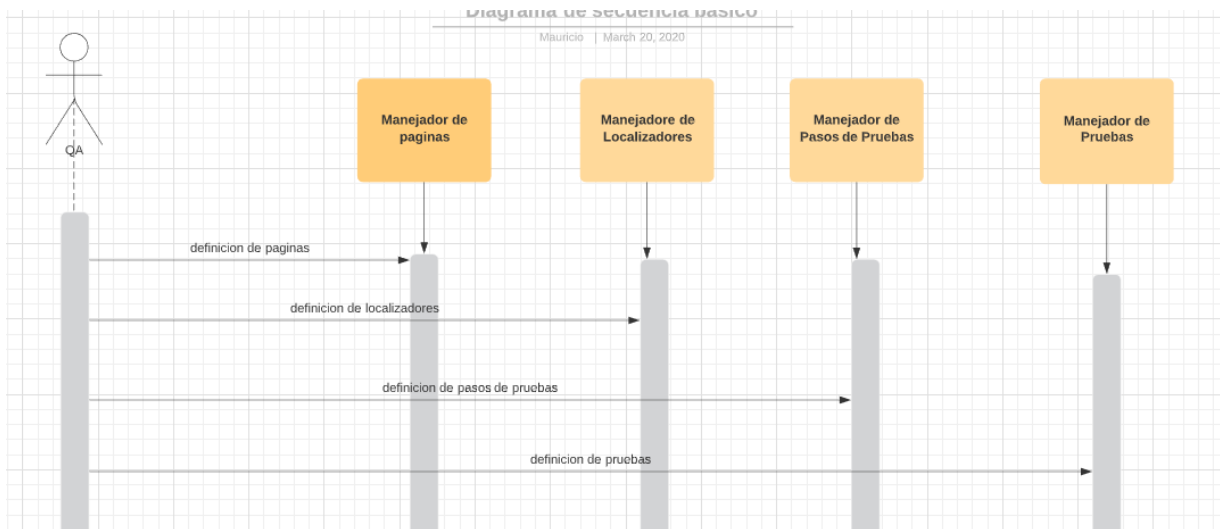 Diagrama de secuencia basico
Mauricio | March 20, 2020
QA
Manejador de
paginas
Manejadore de
Localizadores
Manejador de
Pasos de Pruebas
Manejador de
Pruebas
definicion de paginas
definicion de localizadores
definicion de pasos de pruebas
definicion de pruebas